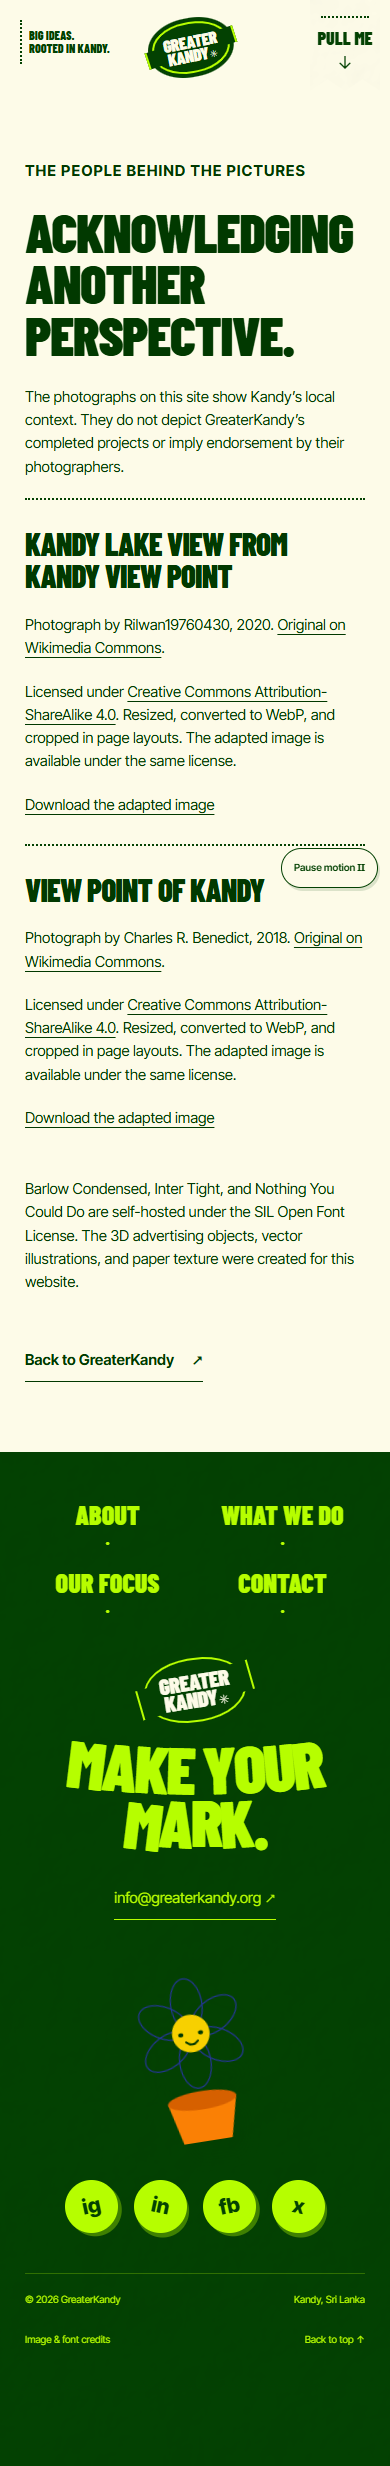 BIG IDEAS.
ROOTED IN KANDY.
GREATER
KANDY
PULL ME
↓
THE PEOPLE BEHIND THE PICTURES
ACKNOWLEDGING
ANOTHER
PERSPECTIVE.
The photographs on this site show Kandy’s local
context. They do not depict GreaterKandy’s
completed projects or imply endorsement by their
photographers.
KANDY LAKE VIEW FROM
KANDY VIEW POINT
Photograph by Rilwan19760430, 2020. Original on
Wikimedia Commons.
Licensed under Creative Commons Attribution-
ShareAlike 4.0. Resized, converted to WebP, and
cropped in page layouts. The adapted image is
available under the same license.
Download the adapted image
Pause motion II
VIEW POINT OF KANDY
Photograph by Charles R. Benedict, 2018. Original on
Wikimedia Commons.
Licensed under Creative Commons Attribution-
ShareAlike 4.0. Resized, converted to WebP, and
cropped in page layouts. The adapted image is
available under the same license.
Download the adapted image
Barlow Condensed, Inter Tight, and Nothing You
Could Do are self-hosted under the SIL Open Font
License. The 3D advertising objects, vector
illustrations, and paper texture were created for this
website.
Back to GreaterKandy ↗
ABOUT
WHAT WE DO
OUR FOCUS
CONTACT
GREATER
KANDY
MAKE YOUR
MARK.
info@greaterkandy.org ↗
ig
in
fb
x
© 2026 GreaterKandy
Kandy, Sri Lanka
Image & font credits
Back to top ↑